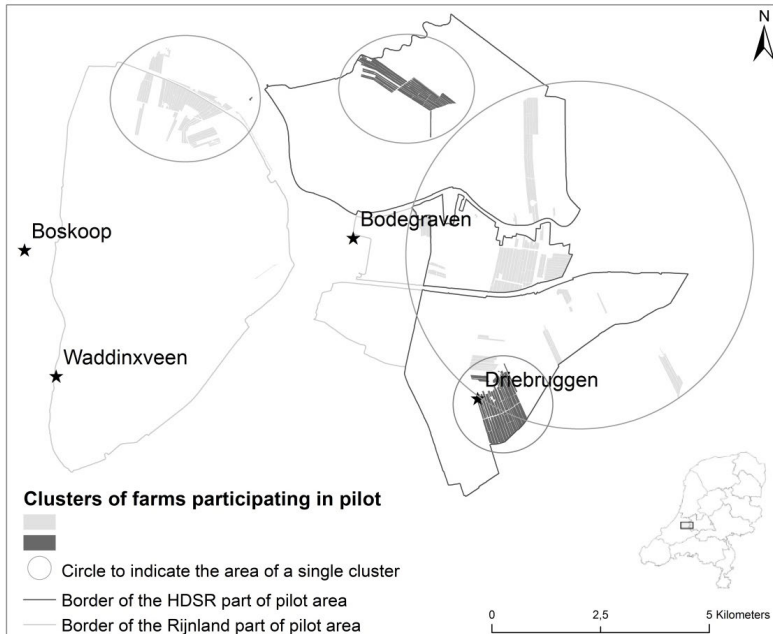 N
Bodegraven
Boskoop
Waddinxveen
Driebruggen
Clusters of farms participating in pilot
Circle to indicate the area of a single cluster
Border of the HDSR part of pilot area
Border of the Rijnland part of pilot area
0 2,5 5 Kilometers